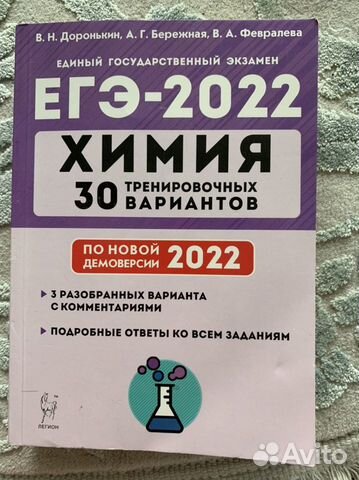 В. Н. Доронькин, А. Г. Бережная, В. А. Февралева
ЕДИНЫЙ ГОСУДАРСТВЕННЫЙ ЭКЗАМЕН
ЕГЭ-2022
ХИМИЯ
30 ТРЕНИРОВОЧНЫХ
ВАРИАНТОВ
ПО НОВОЙ
ДЕМОВЕРСИИ 2022
3 РАЗОБРАННЫХ ВАРИАНТА
С КОММЕНТАРИЯМИ
ПОДРОБНЫЕ ОТВЕТЫ КО ВСЕМ ЗАДАНИЯМ
ЛЕГИОН
Avito